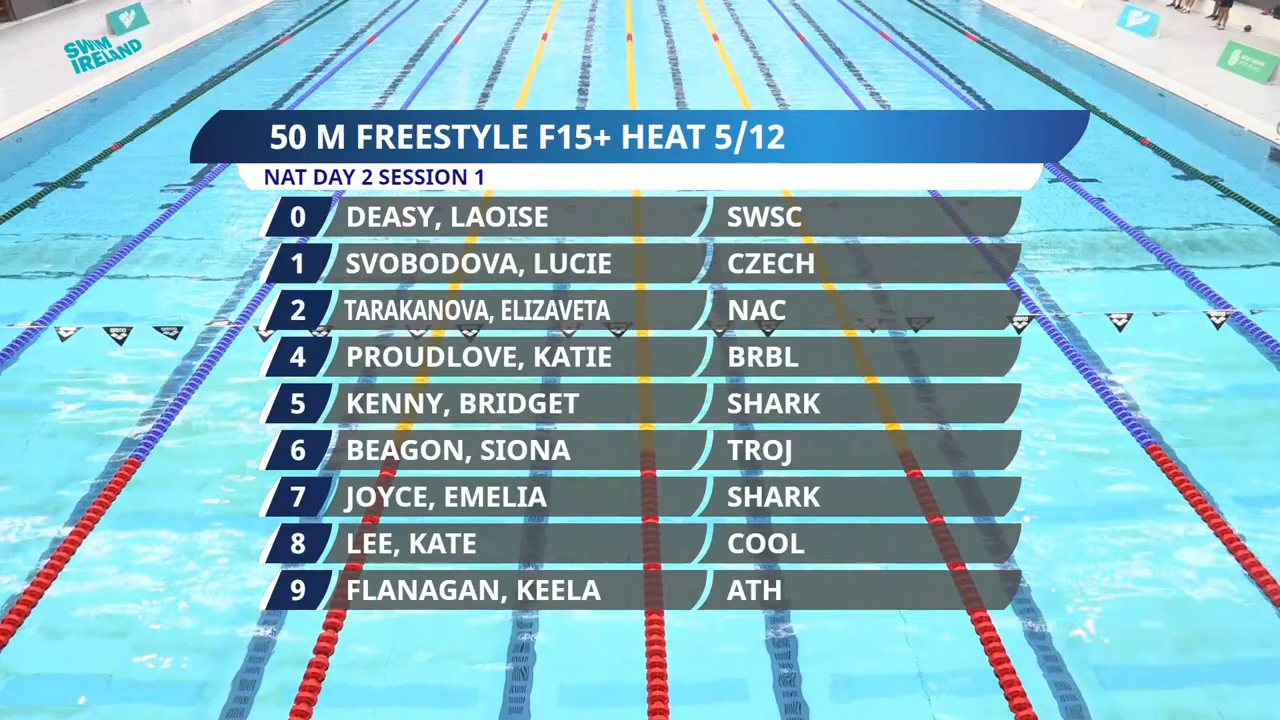 SWIM
IRELAND
50 M FREESTYLE F15+ HEAT 5/12
NAT DAY 2 SESSION 1
0 DEASY, LAOISE SWSC
1 SVOBODOVA, LUCIE CZECH
2 TARAKANOVA, ELIZAVETA NAC
4 PROUDLOVE, KATIE BRBL
5 KENNY, BRIDGET SHARK
6 BEAGON, SIONA TROJ
7 JOYCE, EMELIA SHARK
8 LEE, KATE COOL
9 FLANAGAN, KEELA ATH